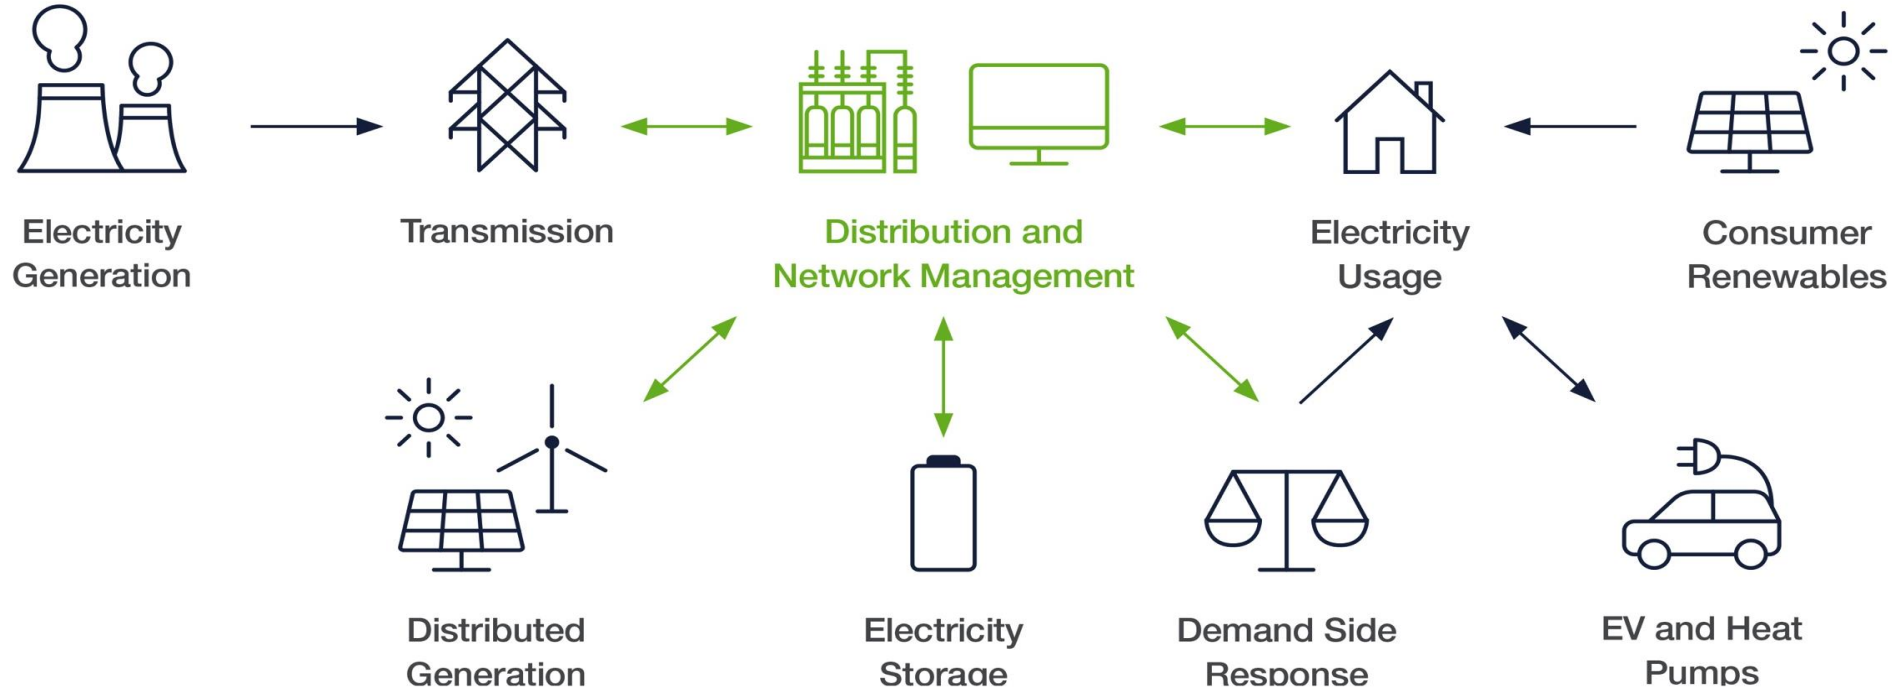 Electricity
Generation
Transmission
Distribution and
Network Management
Electricity
Usage
Consumer
Renewables
Distributed
Generation
Electricity
Storage
Demand Side
Response
EV and Heat
Pumps